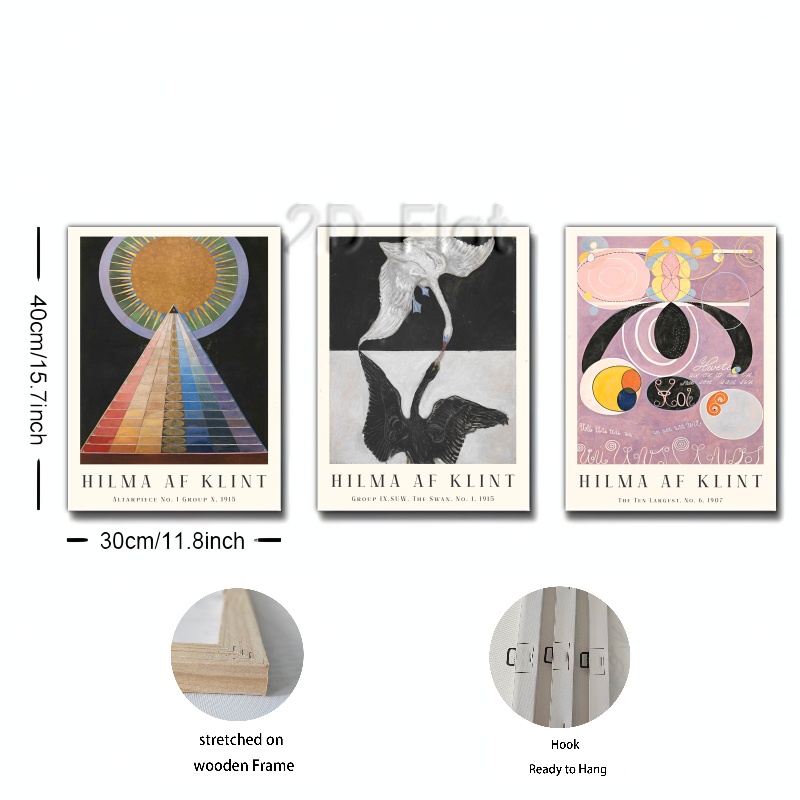 2D Flat
40cm/15.7inch
HILMA AF KLINT
Altarpiece No. 1 Group X, 1915
HILMA AF KLINT
Group IX.SUW, The Swan, No. 1, 1915
HILMA AF KLINT
The Ten Largest, No. 6, 1907
30cm/11.8inch
stretched on
wooden Frame
Hook
Ready to Hang